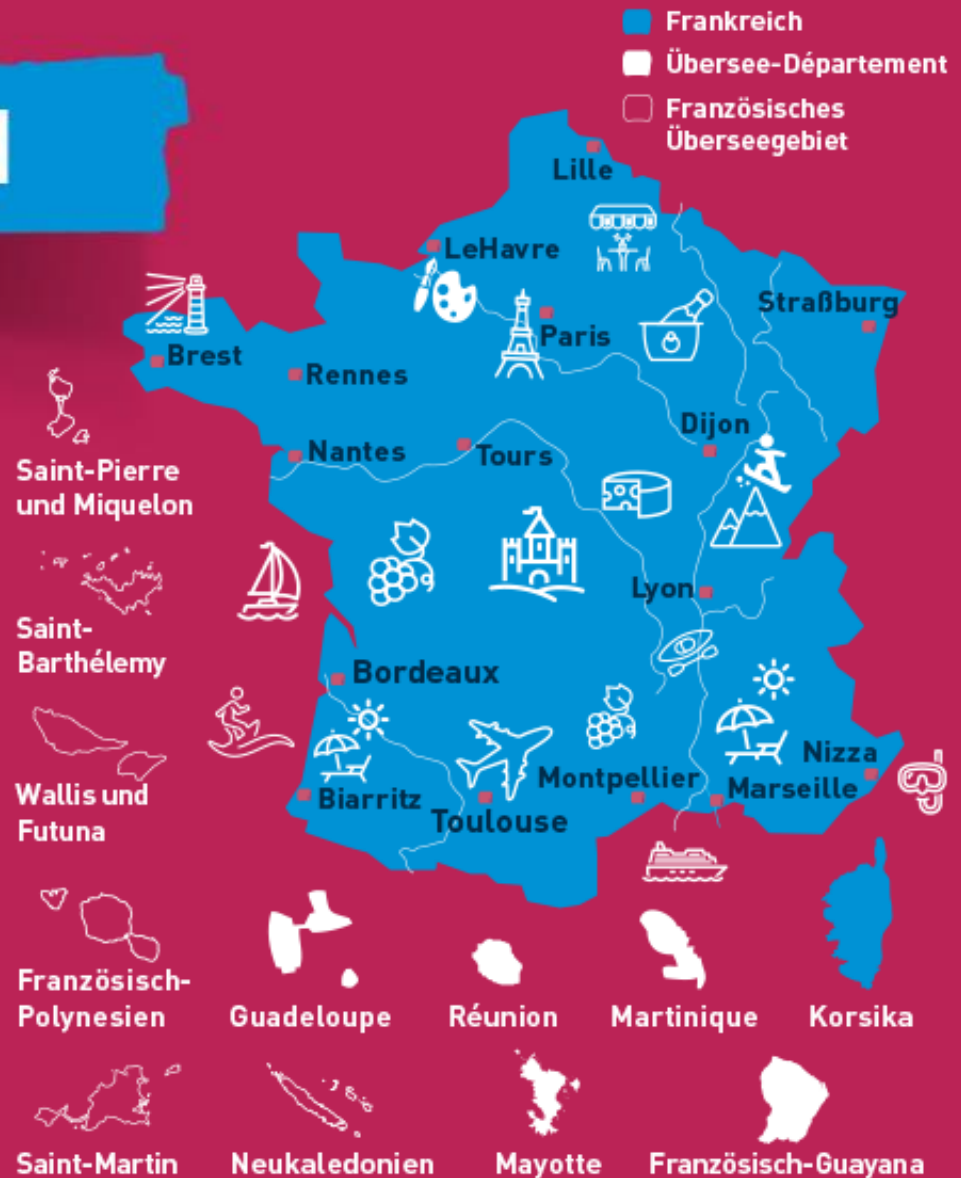 Frankreich
Übersee-Département
Französisches
Überseegebiet
Lille
LeHavre
Straßburg
Paris
Brest
Rennes
Dijon
Nantes
Tours
Saint-Pierre
und Miquelon
Lyon
Saint-
Barthélemy
Bordeaux
Nizza
Montpellier
Marseille
Biarritz
Toulouse
Wallis und
Futuna
Französisch-
Polynesien
Guadeloupe
Réunion
Martinique
Korsika
Saint-Martin
Neukaledonien
Mayotte
Französisch-Guayana